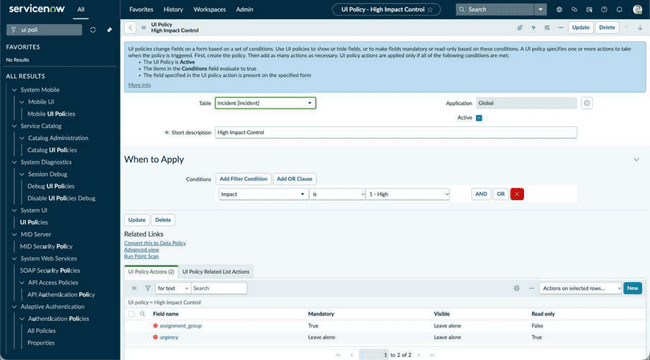 servicenow All Favorites History Workspaces Admin UI Policy - High Impact Control Search
ui poli
UI Policy
High Impact Control
Update Delete
FAVORITES
No Results
ALL RESULTS
System Mobile
Mobile UI
Mobile UI Policies
Service Catalog
Catalog Administration
Catalog UI Policies
System Diagnostics
Session Debug
Debug UI Policies
Disable UI Policies Debug
System UI
UI Policies
MID Server
MID Security Policy
System Web Services
SOAP Security Policies
API Access Policies
API Authentication Policy
Adaptive Authentication
Authentication Policies
All Policies
Properties
UI policies change fields on a form based on a set of conditions. Use UI policies to show or hide fields, or to make fields mandatory or read-only based on these conditions. A UI policy specifies one or more actions to take
when the policy is triggered. First, create the policy. Then add as many actions as necessary. UI policy actions are applied only if all of the following conditions are met:
• The UI Policy is Active
• The items in the Conditions field evaluate to true
• The field specified in the UI policy action is present on the specified form
More info
Table Incident [incident] Application Global
Active
Short description High Impact Control
When to Apply
Conditions Add Filter Condition Add OR Clause
Impact is 1 - High AND OR X
Update Delete
Related Links
Convert this to Data Policy
Advanced view
Run Point Scan
UI Policy Actions (2) UI Policy Related List Actions
for text Search Actions on selected rows... New
UI policy = High Impact Control
Field name Mandatory Visible Read only
assignment_group True Leave alone False
urgency Leave alone Leave alone True
1 to 2 of 2